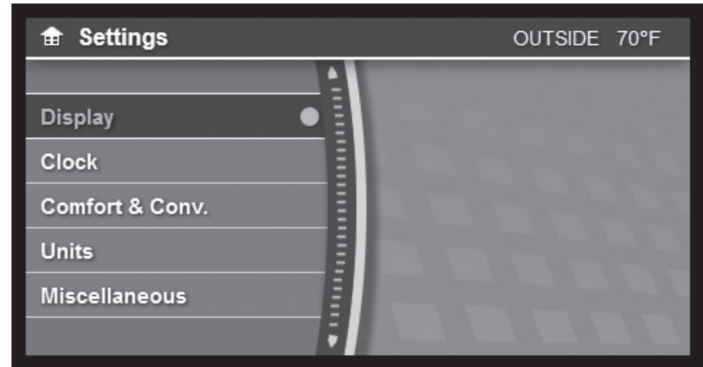 Settings OUTSIDE 70°F
Display
Clock
Comfort & Conv.
Units
Miscellaneous